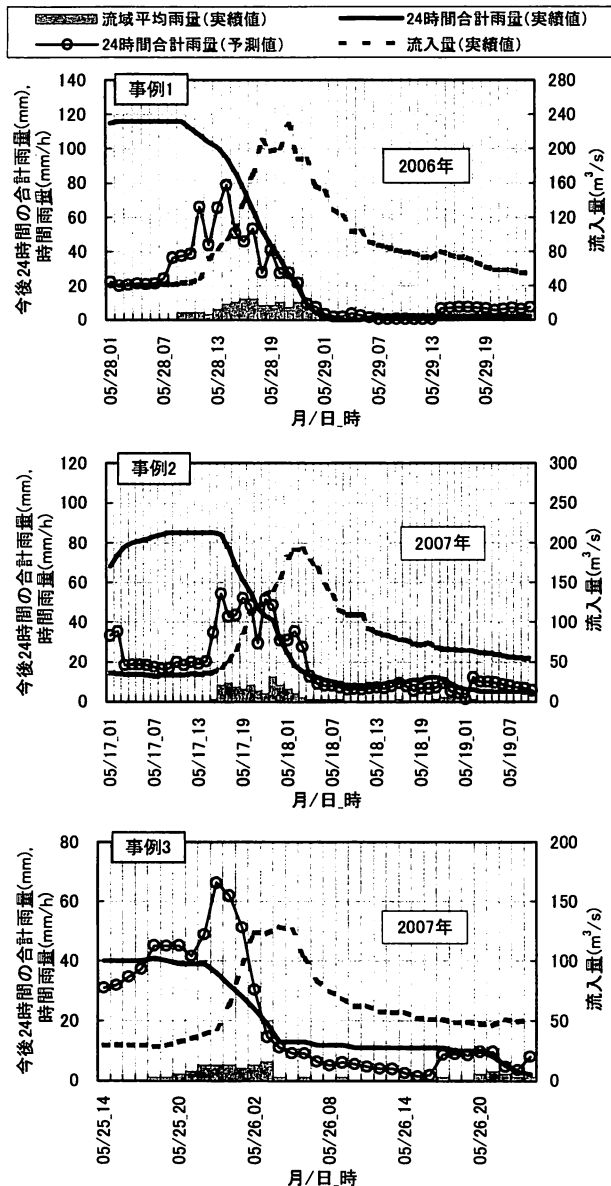 流域平均雨量(実績値)
24時間合計雨量(実績値)
24時間合計雨量(予測値)
流入量(実績値)
事例1
2006年
今後24時間の合計雨量(mm),
時間雨量(mm/h)
140
120
100
80
60
40
20
0
280
240
200
160
120
80
40
0
流入量(m³/s)
05/28_01
05/28_07
05/28_13
05/28_19
05/29_01
05/29_07
05/29_13
05/29_19
月/日_時
事例2
2007年
今後24時間の合計雨量(mm),
時間雨量(mm/h)
120
100
80
60
40
20
0
300
250
200
150
100
50
0
流入量(m³/s)
05/17_01
05/17_07
05/17_13
05/17_19
05/18_01
05/18_07
05/18_13
05/18_19
05/19_01
05/19_07
月/日_時
事例3
2007年
今後24時間の合計雨量(mm),
時間雨量(mm/h)
80
60
40
20
0
200
150
100
50
0
流入量(m³/s)
05/25_14
05/25_20
05/26_02
05/26_08
05/26_14
05/26_20
月/日_時